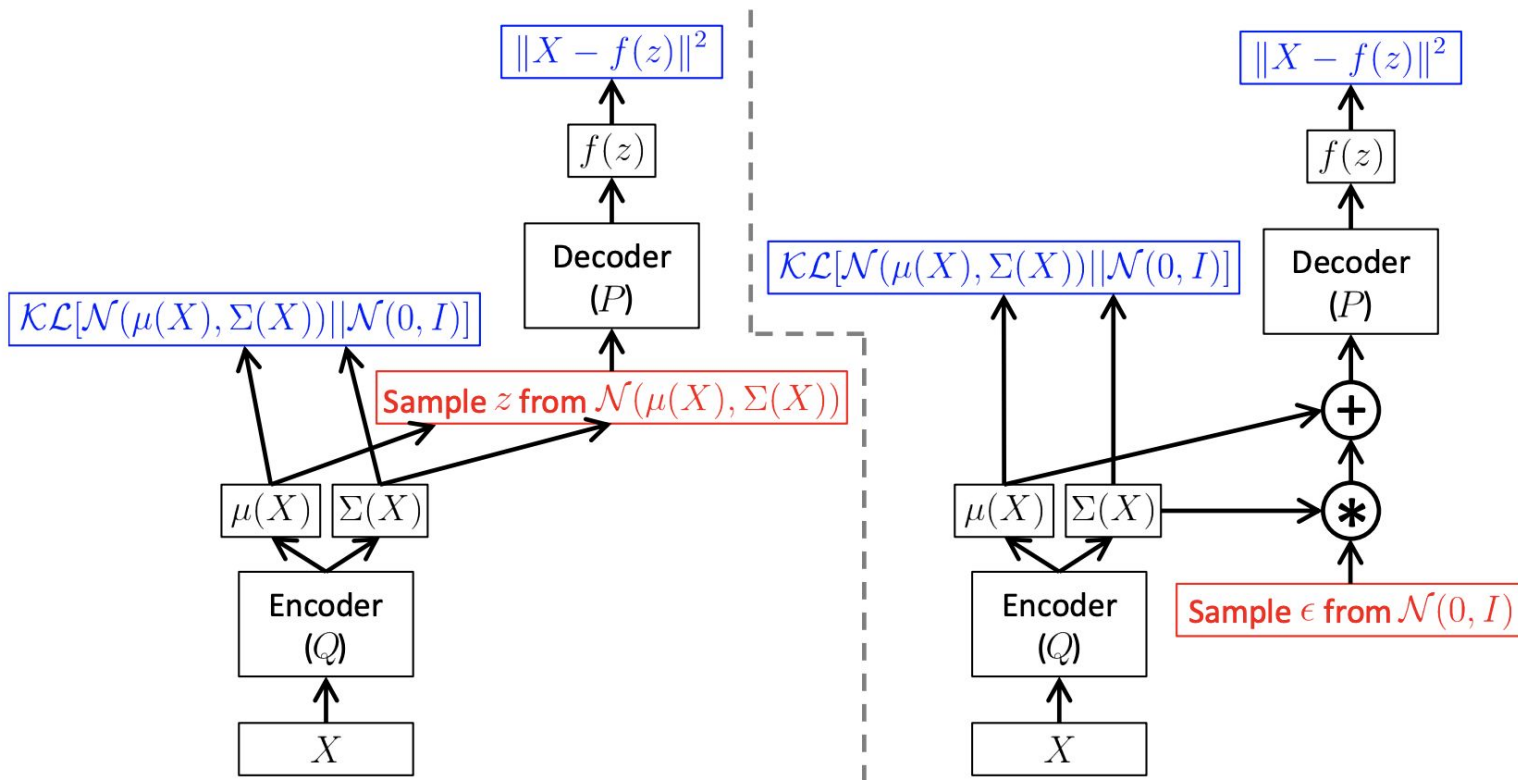 ‖X − f(z)‖²
f(z)
Decoder
(P)
𝒦ℒ[𝒩(μ(X), Σ(X))||𝒩(0, I)]
Sample z from 𝒩(μ(X), Σ(X))
μ(X)
Σ(X)
Encoder
(Q)
X
‖X − f(z)‖²
f(z)
Decoder
(P)
𝒦ℒ[𝒩(μ(X), Σ(X))||𝒩(0, I)]
+
μ(X)
Σ(X)
*
Encoder
(Q)
Sample ϵ from 𝒩(0, I)
X